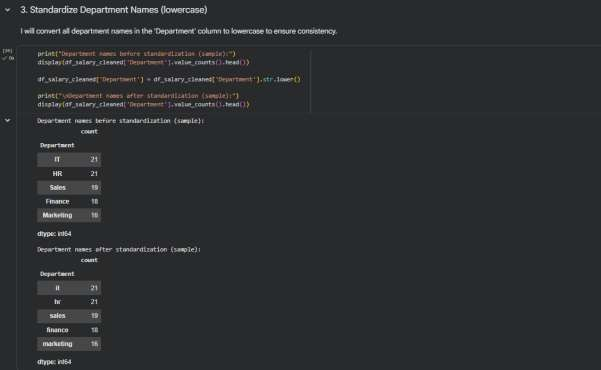 3. Standardize Department Names (lowercase)
I will convert all department names in the 'Department' column to lowercase to ensure consistency.
print("Department names before standardization (sample):")
display(df_salary_cleaned['Department'].value_counts().head())
df_salary_cleaned['Department'] = df_salary_cleaned['Department'].str.lower()
print("\nDepartment names after standardization (sample):")
display(df_salary_cleaned['Department'].value_counts().head())
Department names before standardization (sample):
count
Department
IT 21
HR 21
Sales 19
Finance 18
Marketing 16
dtype: int64
Department names after standardization (sample):
count
Department
it 21
hr 21
sales 19
finance 18
marketing 16
dtype: int64